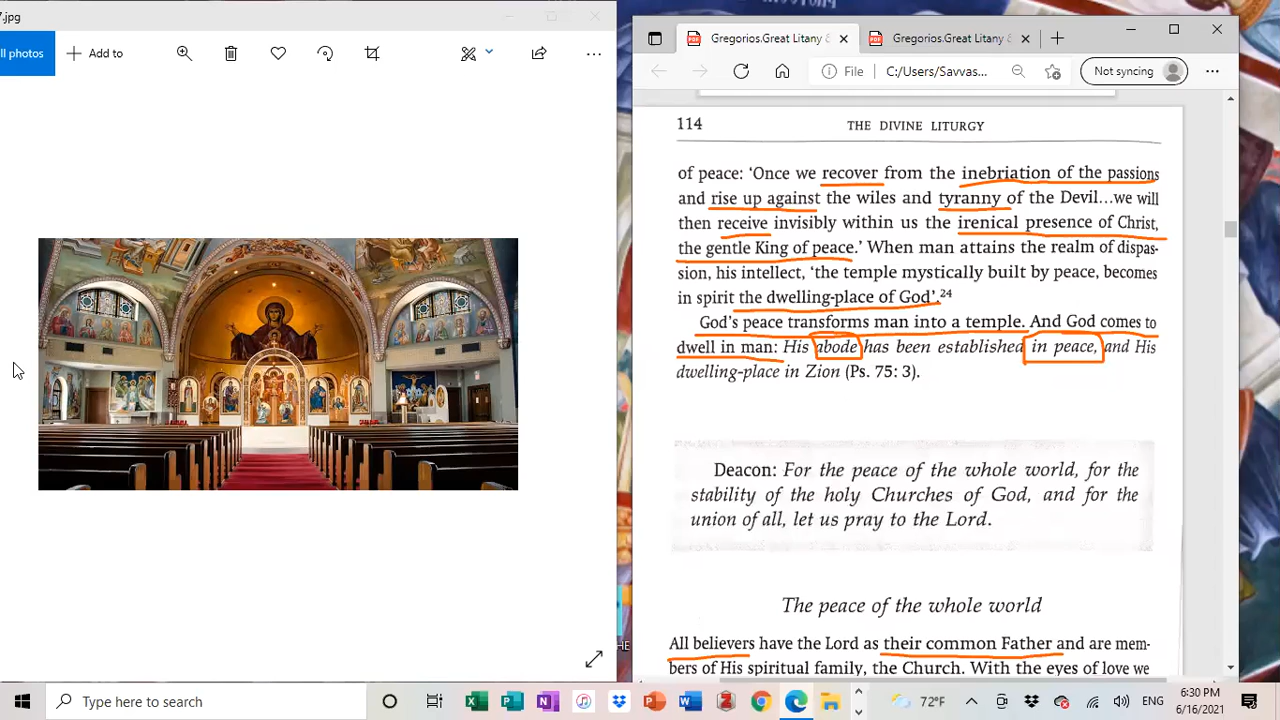 7.jpg
ll photos
Add to
Gregorios.Great Litany &
Gregorios.Great Litany &
File
C:/Users/Savvas...
Not syncing
114
THE DIVINE LITURGY
of peace: ‘Once we recover from the inebriation of the passions
and rise up against the wiles and tyranny of the Devil...we will
then receive invisibly within us the irenical presence of Christ,
the gentle King of peace.’ When man attains the realm of dispas-
sion, his intellect, ‘the temple mystically built by peace, becomes
in spirit the dwelling-place of God’.24
God's peace transforms man into a temple. And God comes to
dwell in man: His abode has been established in peace, and His
dwelling-place in Zion (Ps. 75: 3).
Deacon: For the peace of the whole world, for the
stability of the holy Churches of God, and for the
union of all, let us pray to the Lord.
The peace of the whole world
All believers have the Lord as their common Father and are mem-
bers of His spiritual family, the Church. With the eyes of love we
HE
Type here to search
72°F
ENG
6:30 PM
6/16/2021